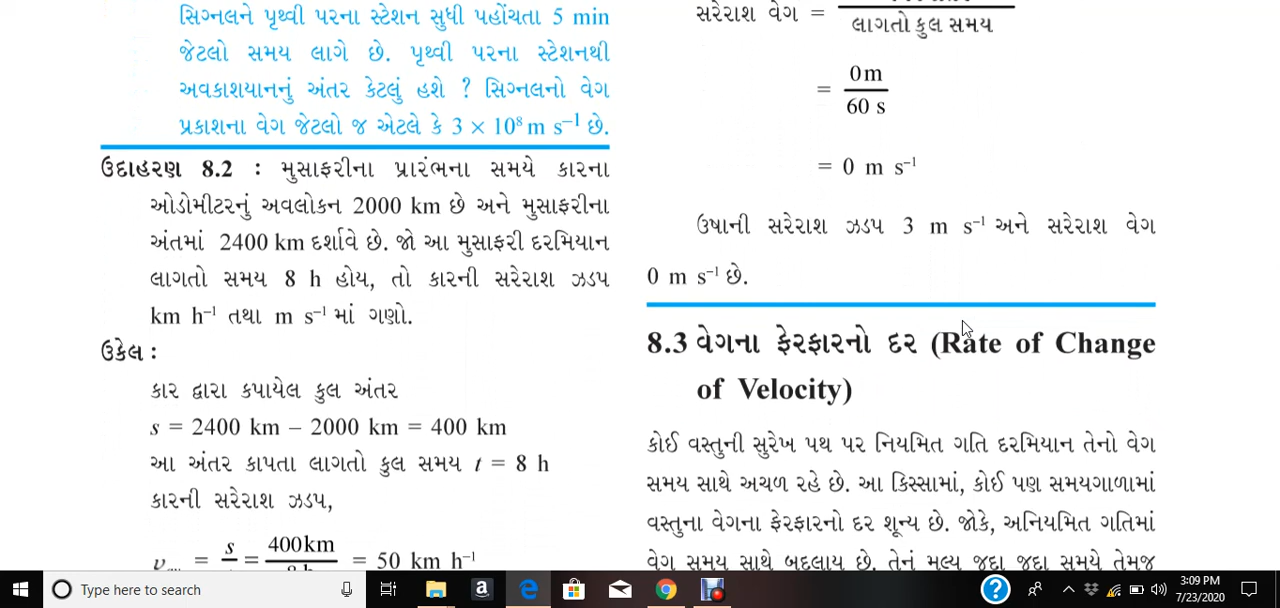 સિગ્નલને પૃથ્વી પરના સ્ટેશન સુધી પહોંચતા 5 min
જેટલો સમય લાગે છે. પૃથ્વી પરના સ્ટેશનથી
અવકાશયાનનું અંતર કેટલું હશે ? સિગ્નલનો વેગ
પ્રકાશના વેગ જેટલો જ એટલે કે 3 × 10⁸ m s⁻¹ છે.
ઉદાહરણ 8.2 : મુસાફરીના પ્રારંભના સમયે કારના
ઓડોમીટરનું અવલોકન 2000 km છે અને મુસાફરીના
અંતમાં 2400 km દર્શાવે છે. જો આ મુસાફરી દરમિયાન
લાગતો સમય 8 h હોય, તો કારની સરેરાશ ઝડપ
km h⁻¹ તથા m s⁻¹ માં ગણો.
ઉકેલ :
કાર દ્વારા કપાયેલ કુલ અંતર
s = 2400 km – 2000 km = 400 km
આ અંતર કાપતા લાગતો કુલ સમય t = 8 h
કારની સરેરાશ ઝડપ,
= s = 400km = 50 km h⁻¹
સરેરાશ વેગ =
લાગતો કુલ સમય
= 0m
60 s
= 0 m s⁻¹
ઉષાની સરેરાશ ઝડપ 3 m s⁻¹ અને સરેરાશ વેગ
0 m s⁻¹ છે.
8.3 વેગના ફેરફારનો દર (Rate of Change
of Velocity)
કોઈ વસ્તુની સુરેખ પથ પર નિયમિત ગતિ દરમિયાન તેનો વેગ
સમય સાથે અચળ રહે છે. આ કિસ્સામાં, કોઈ પણ સમયગાળામાં
વસ્તુના વેગના ફેરફારનો દર શૂન્ય છે. જોકે, અનિયમિત ગતિમાં
વેગ સમય સાથે બદલાય છે. તેનું મૂલ્ય જુદા જુદા સમયે તેમજ
Type here to search
3:09 PM
7/23/2020